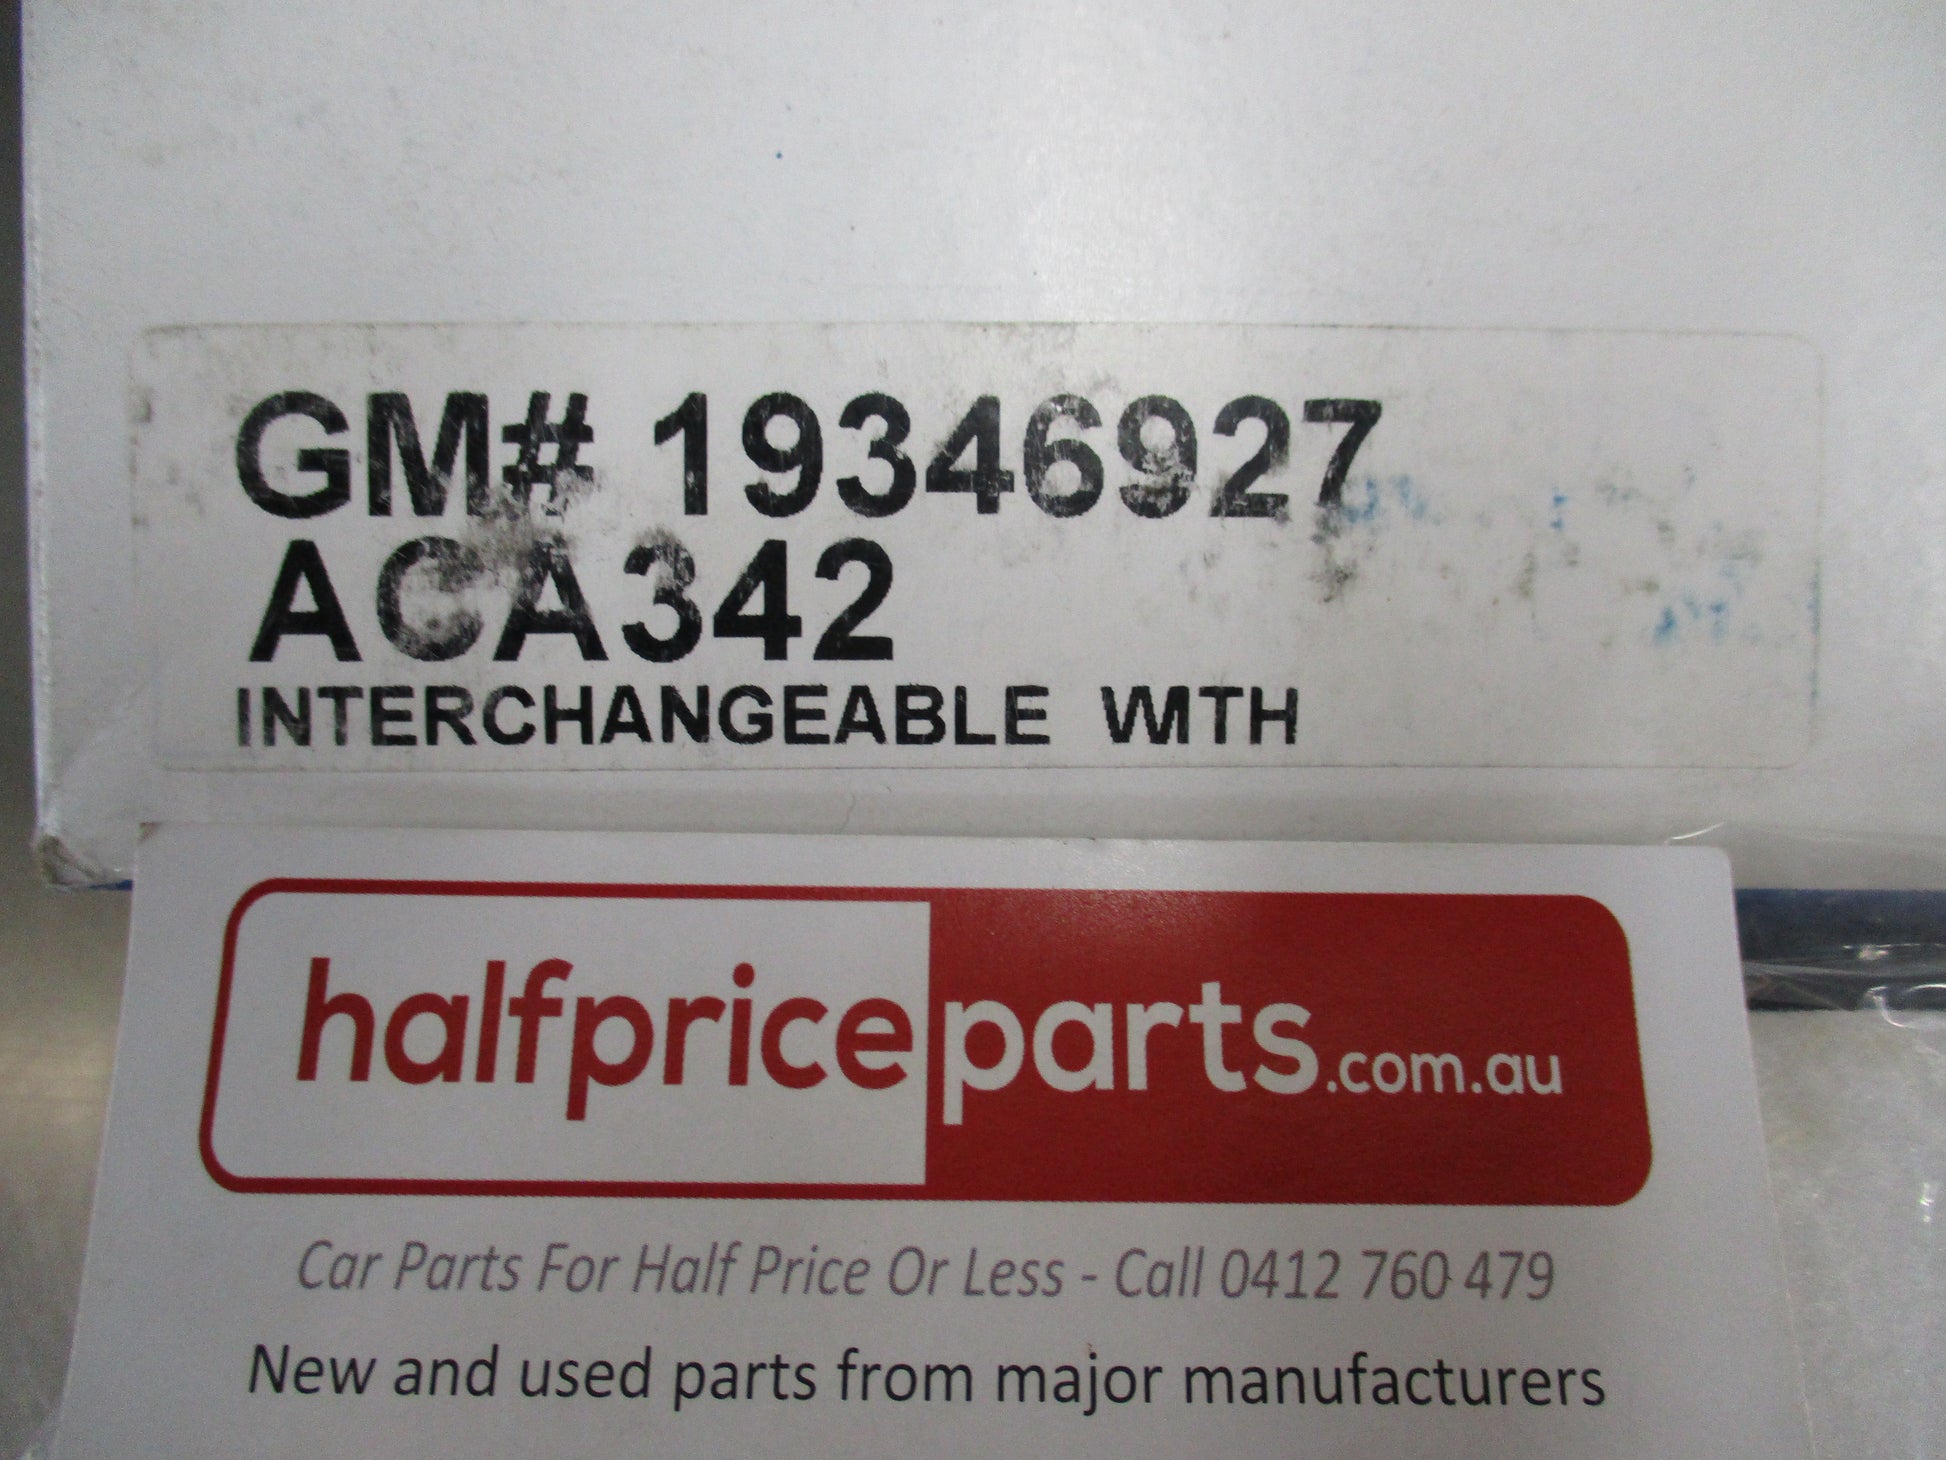 GM# 19346927
ACA342
INTERCHANGEABLE WITH
halfpriceparts.com.au
Car Parts For Half Price Or Less - Call 0412 760 479
New and used parts from major manufacturers